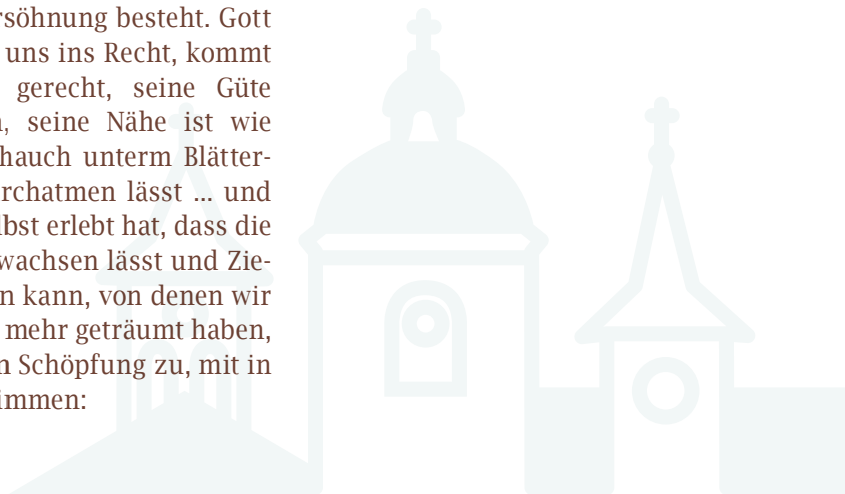 rsöhnung besteht. Gott
uns ins Recht, kommt
gerecht, seine Güte
, seine Nähe ist wie
hauch unterm Blätter-
rchatmen lässt ... und
lbst erlebt hat, dass die
wachsen lässt und Zie-
n kann, von denen wir
mehr geträumt haben,
n Schöpfung zu, mit in
immen: